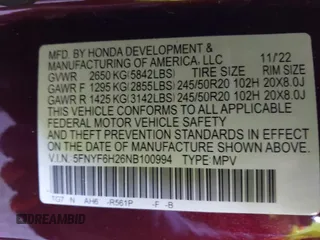 MFD. BY HONDA DEVELOPMENT &
MANUFACTURING OF AMERICA, LLC 11/22
GVWR 2650 KG(5842LBS) TIRE SIZE RIM SIZE
GAWR F 1295 KG(2855LBS) 245/50R20 102H 20X8.0J
GAWR R 1425 KG(3142LBS) 245/50R20 102H 20X8.0J
THIS VEHICLE CONFORMS TO ALL APPLICABLE
FEDERAL MOTOR VEHICLE SAFETY
AND THEFT PREVENTION STANDARDS IN EFFECT
ON THE DATE OF MANUFACTURE SHOWN ABOVE.
V.I.N. 5FNYF6H26NB100994 TYPE MPV
AH6 -R561P -F -B
DREAMBID